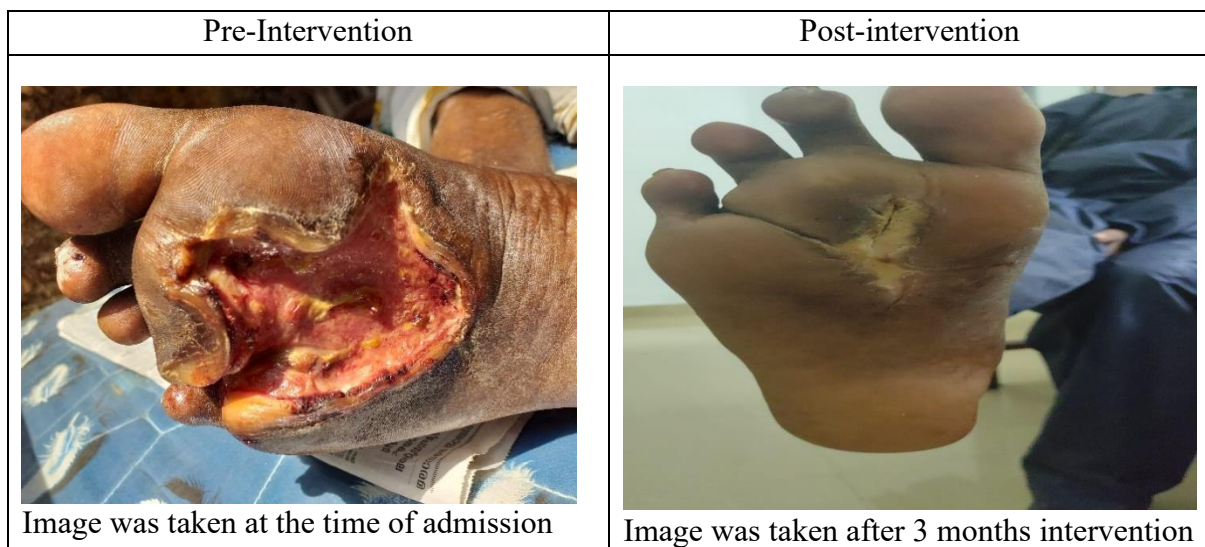 Pre-Intervention
Post-intervention
Image was taken at the time of admission
Image was taken after 3 months intervention